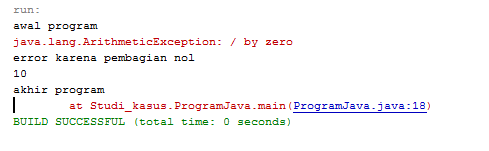 run:
awal program
java.lang.ArithmeticException: / by zero
error karena pembagian nol
10
akhir program
at Studi_kasus.ProgramJava.main(ProgramJava.java:18)
BUILD SUCCESSFUL (total time: 0 seconds)